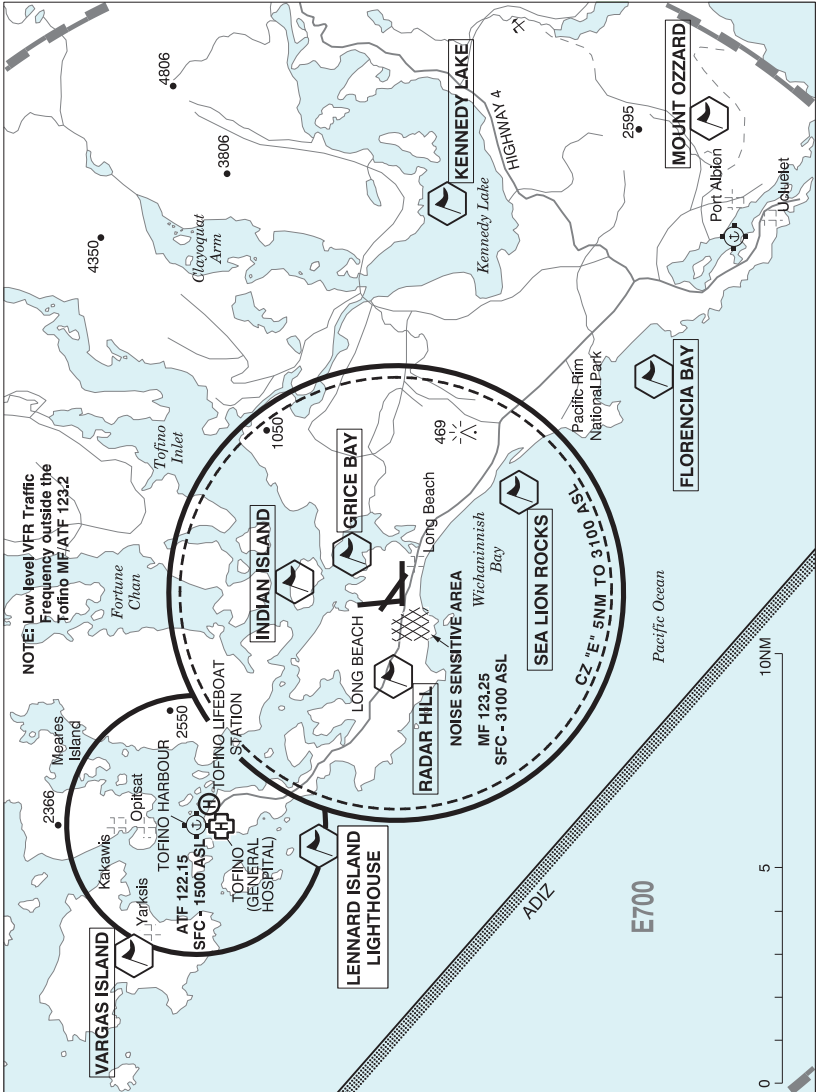 NOTE: Low level VFR Traffic
Frequency outside the
Tofino MF/ATF 123.2
Meares
Island
2366
Kakawis
Opitsat
Yarksis
VARGAS ISLAND
TOFINO HARBOUR
ATF 122.15
SFC - 1500 ASL
TOFINO
(GENERAL
HOSPITAL)
H
H
TOFINO LIFEBOAT
STATION
2550
LENNARD ISLAND
LIGHTHOUSE
Fortune
Chan
Tofino
Inlet
4350
4806
3806
Clayoquat
Arm
1050
INDIAN ISLAND
GRICE BAY
LONG BEACH
Long Beach
469
RADAR HILL
NOISE SENSITIVE AREA
MF 123.25
SFC - 3100 ASL
Wichaninnish
Bay
SEA LION ROCKS
CZ "E" 5NM TO 3100 ASL
KENNEDY LAKE
Kennedy Lake
HIGHWAY 4
2595
MOUNT OZZARD
Port Albion
Ucluelet
Pacific Rim
National Park
FLORENCIA BAY
Pacific Ocean
ADIZ
E700
0
5
10NM